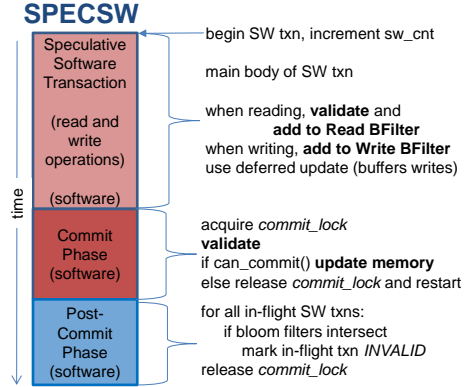 SPECSW
Speculative
Software
Transaction
(read and
write
operations)
(software)
begin SW txn, increment sw_cnt
main body of SW txn
when reading, validate and
add to Read BFilter
when writing, add to Write BFilter
use deferred update (buffers writes)
time
Commit
Phase
(software)
acquire commit_lock
validate
if can_commit() update memory
else release commit_lock and restart
Post-
Commit
Phase
(software)
for all in-flight SW txns:
if bloom filters intersect
mark in-flight txn INVALID
release commit_lock